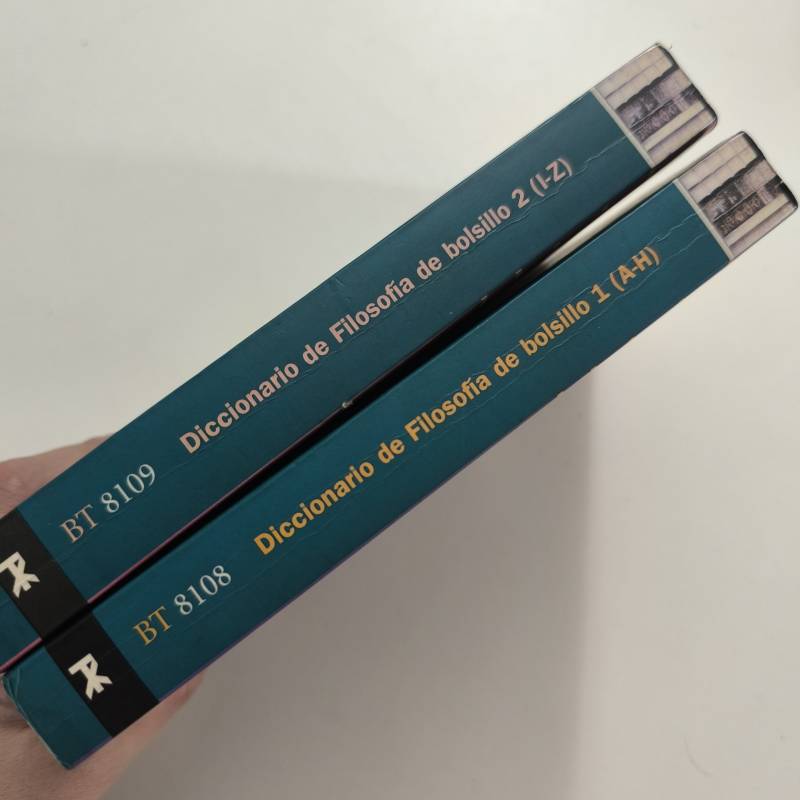 BT 8109 Diccionario de Filosofía de bolsillo 2 (I-Z)
BT 8108 Diccionario de Filosofía de bolsillo 1 (A-H)